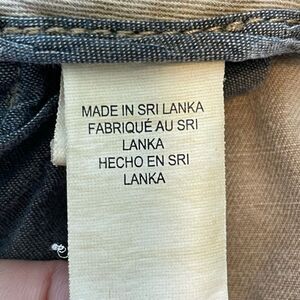 MADE IN SRI LANKA
FABRIQUÉ AU SRI
LANKA
HECHO EN SRI
LANKA